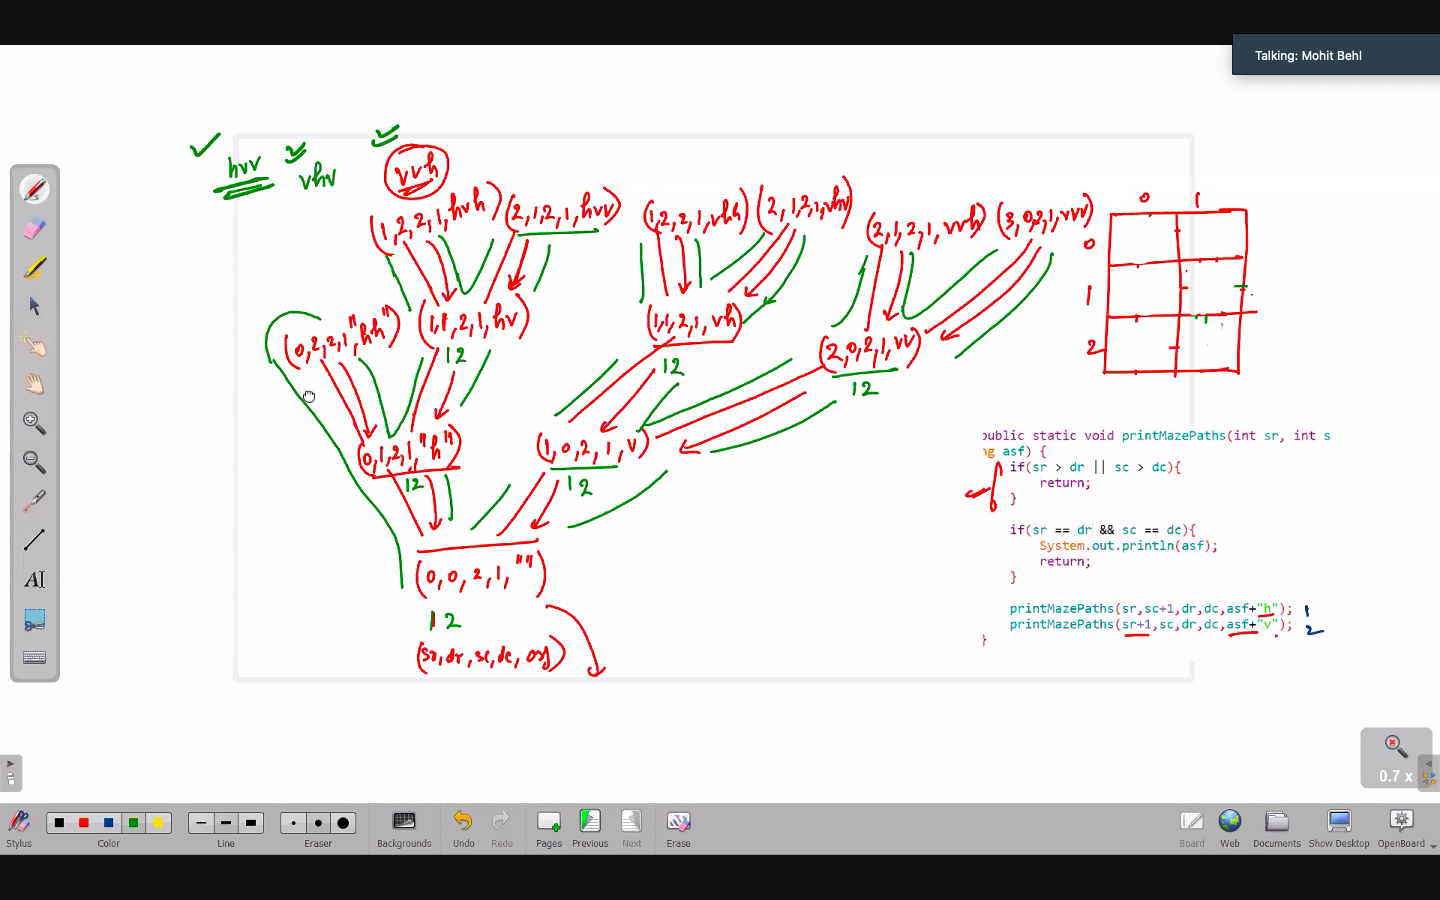 Talking: Mohit Behl
hvv
vhv
vvh
(1,2,2,1,hvh)
(2,1,2,1,hvv)
(1,2,2,1,vhh)
(2,1,2,1,vhv)
(2,1,2,1,vvh)
(3,0,2,1,vvv)
0 1
0
1
2
(0,2,2,1"hh")
(1,1,2,1,hv)
12
(1,1,2,1,vh)
12
(2,0,2,1,vv)
12
(0,1,2,1,"h")
12
(1,0,2,1,v)
12
(0,0,2,1,"")
12
(sr,dr,sc,dc,asf)
public static void printMazePaths(int sr, int s
ng asf) {
if(sr > dr || sc > dc){
return;
}
if(sr == dr && sc == dc){
System.out.println(asf);
return;
}
printMazePaths(sr,sc+1,dr,dc,asf+"h"); 1
printMazePaths(sr+1,sc,dr,dc,asf+"v"); 2
}
0.7 x
Stylus Color Line Eraser Backgrounds Undo Redo Pages Previous Next Erase Board Web Documents Show Desktop OpenBoard